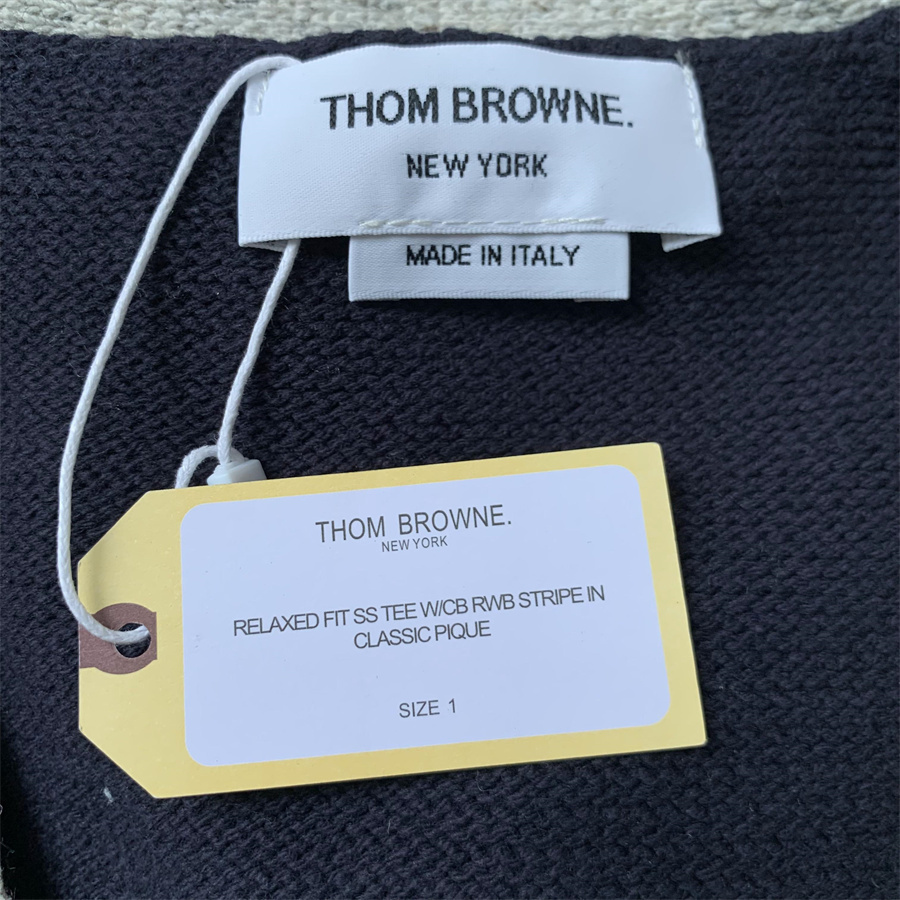 THOM BROWNE.
NEW YORK
MADE IN ITALY
THOM BROWNE.
NEW YORK
RELAXED FIT SS TEE W/CB RWB STRIPE IN
CLASSIC PIQUE
SIZE 1